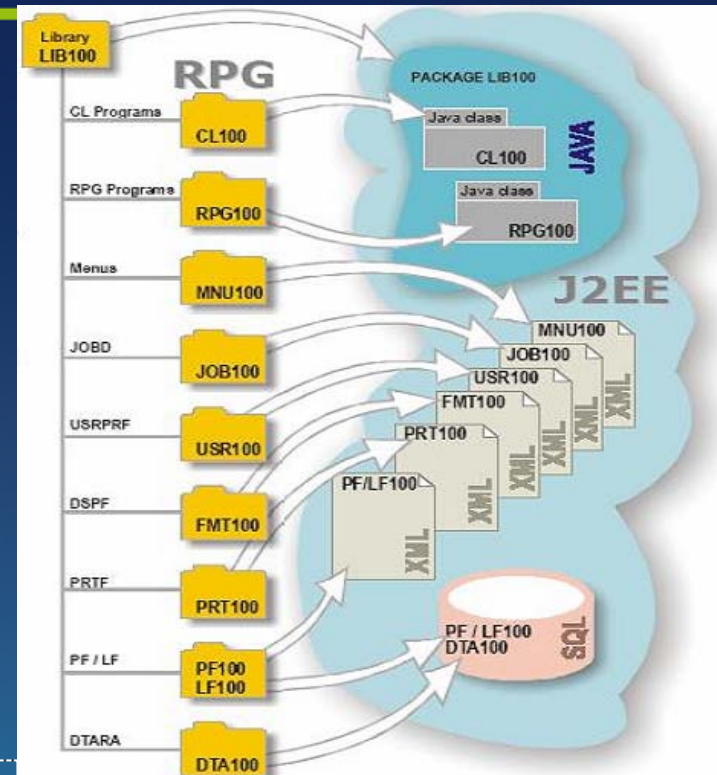 Library
LIB100
RPG
CL Programs
CL100
RPG Programs
RPG100
Menus
MNU100
JOBD
JOB100
USRPRF
USR100
DSPF
FMT100
PRTF
PRT100
PF / LF
PF100
LF100
DTARA
DTA100
PACKAGE LIB100
Java class
CL100
JAVA
Java class
RPG100
J2EE
MNU100
XML
JOB100
XML
USR100
XML
FMT100
XML
PRT100
XML
PF/LF100
XML
PF / LF100
DTA100
SQL